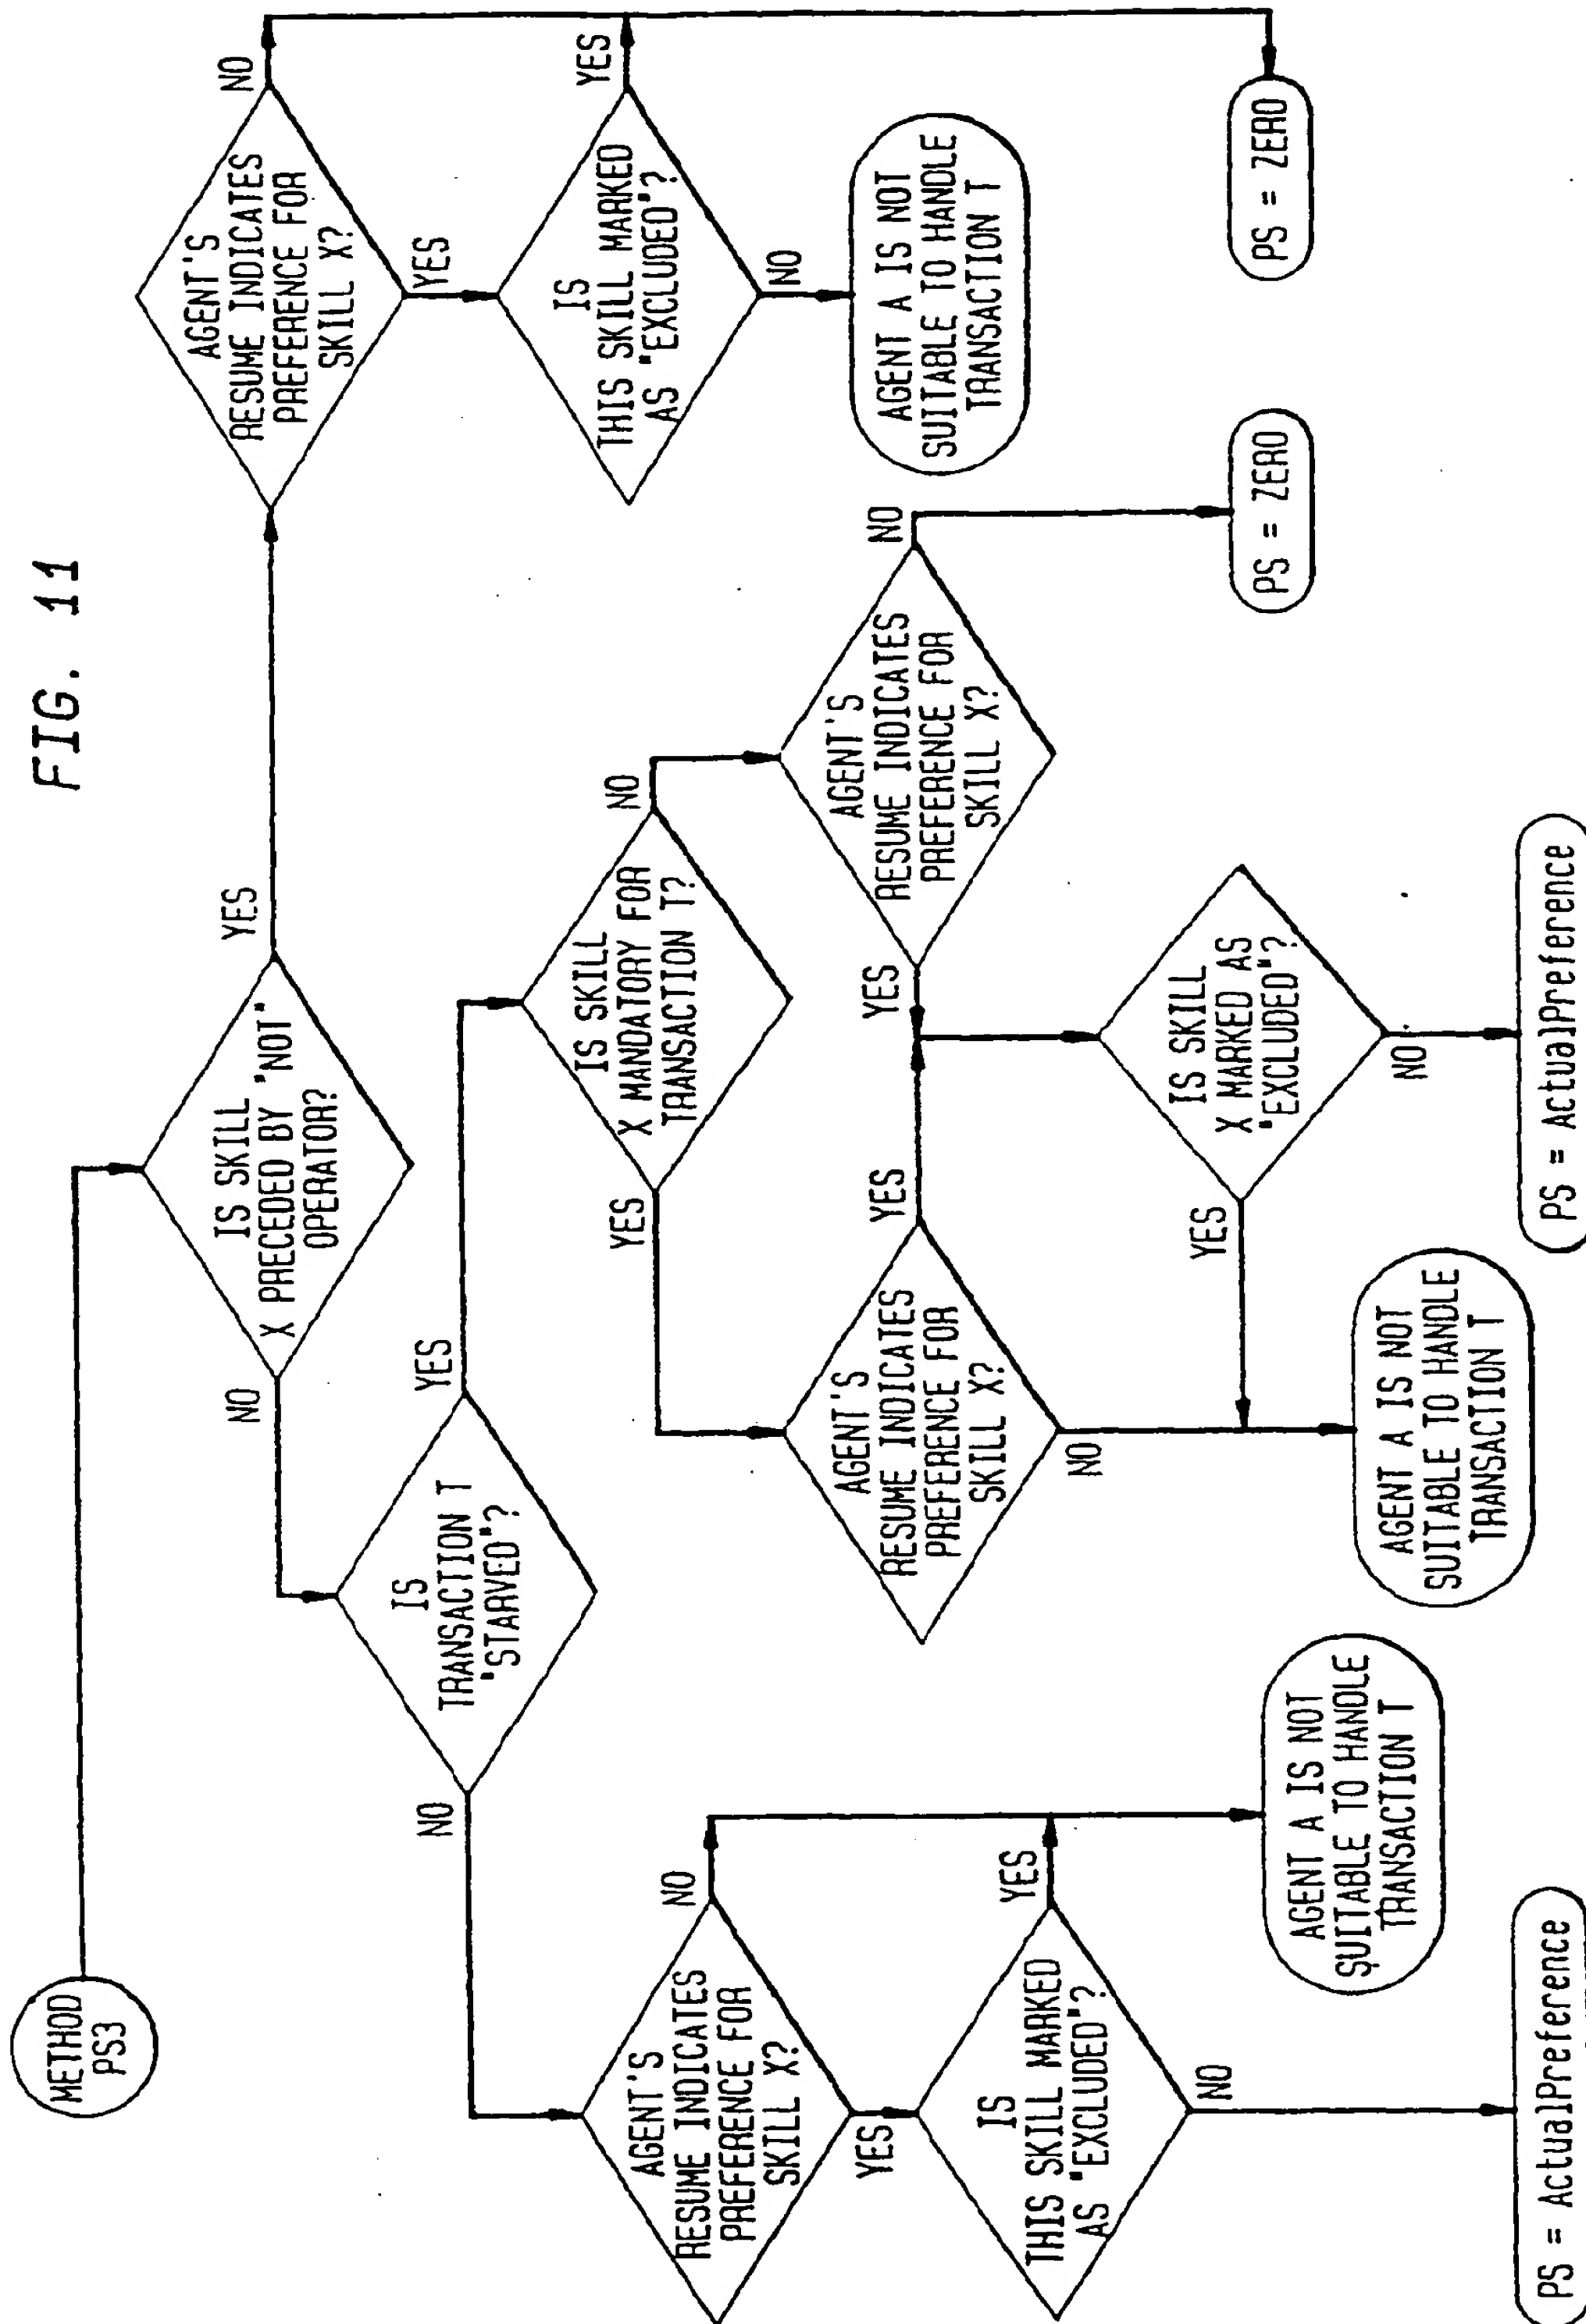 FIG. 11
METHOD
PS3
IS SKILL
X PRECEDED BY "NOT"
OPERATOR?
NO
YES
IS
TRANSACTION T
"STARVED"?
NO
YES
AGENT'S
RESUME INDICATES
PREFERENCE FOR
SKILL X?
NO
YES
IS
THIS SKILL MARKED
AS "EXCLUDED"?
YES
NO
AGENT A IS NOT
SUITABLE TO HANDLE
TRANSACTION T
PS = ActualPreference
IS SKILL
X MANDATORY FOR
TRANSACTION T?
YES
NO
AGENT'S
RESUME INDICATES
PREFERENCE FOR
SKILL X?
YES
NO
AGENT'S
RESUME INDICATES
PREFERENCE FOR
SKILL X?
YES
NO
IS SKILL
X MARKED AS
"EXCLUDED"?
YES
NO
AGENT A IS NOT
SUITABLE TO HANDLE
TRANSACTION T
PS = ActualPreference
PS = ZERO
AGENT'S
RESUME INDICATES
PREFERENCE FOR
SKILL X?
NO
YES
IS
THIS SKILL MARKED
AS "EXCLUDED"?
YES
NO
AGENT A IS NOT
SUITABLE TO HANDLE
TRANSACTION T
PS = ZERO